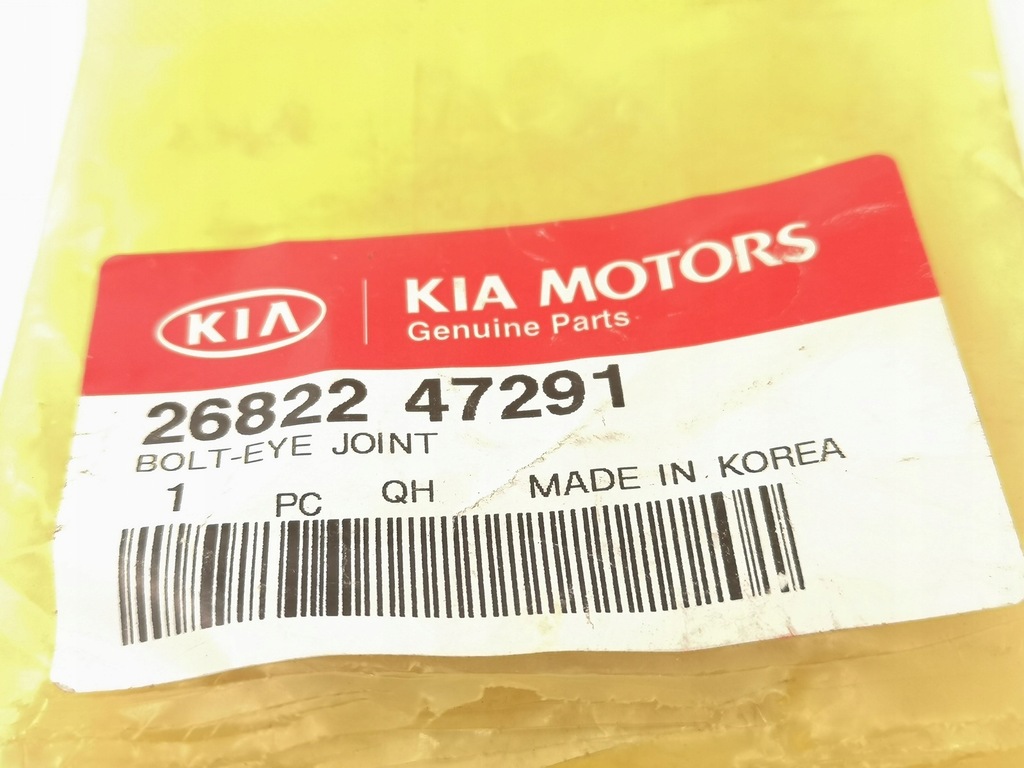 KIA KIA MOTORS
Genuine Parts
26822 47291
BOLT-EYE JOINT
1 PC QH MADE IN KOREA